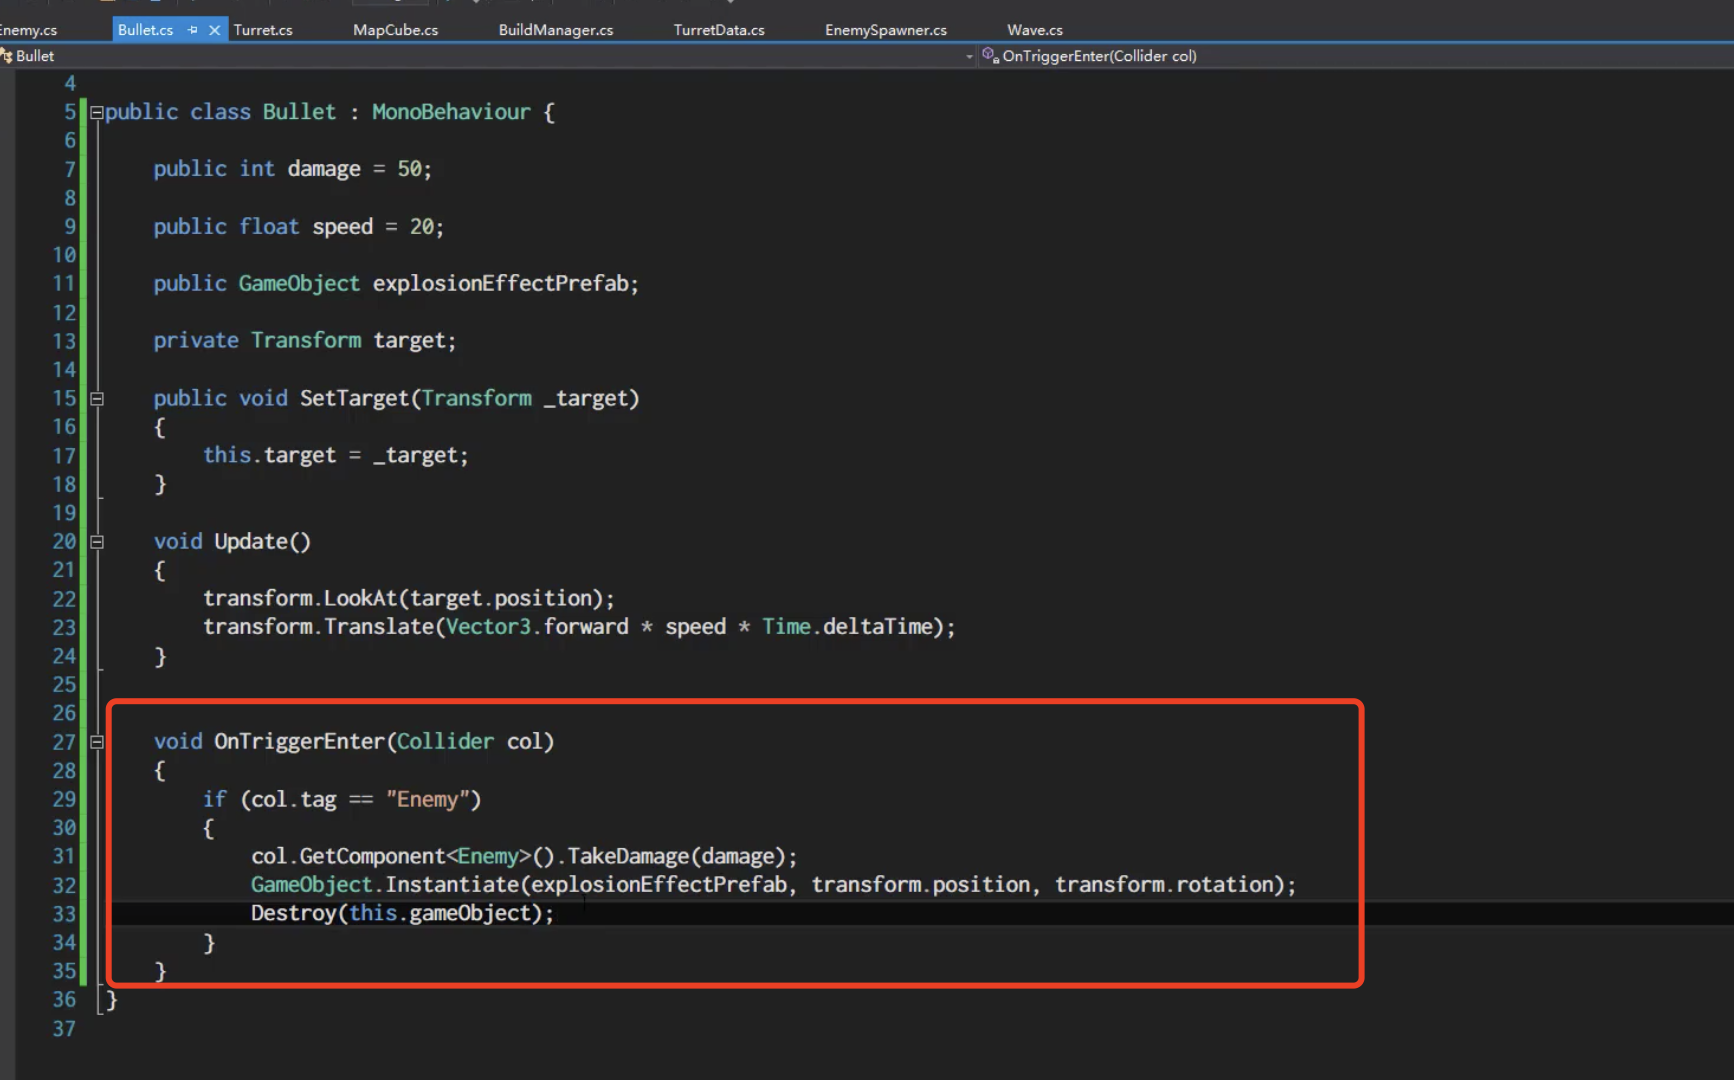 Enemy.cs
Bullet.cs
Turret.cs
MapCube.cs
BuildManager.cs
TurretData.cs
EnemySpawner.cs
Wave.cs
Bullet
OnTriggerEnter(Collider col)
4
5 public class Bullet : MonoBehaviour {
6
7 public int damage = 50;
8
9 public float speed = 20;
10
11 public GameObject explosionEffectPrefab;
12
13 private Transform target;
14
15 public void SetTarget(Transform _target)
16 {
17 this.target = _target;
18 }
19
20 void Update()
21 {
22 transform.LookAt(target.position);
23 transform.Translate(Vector3.forward * speed * Time.deltaTime);
24 }
25
26
27 void OnTriggerEnter(Collider col)
28 {
29 if (col.tag == "Enemy")
30 {
31 col.GetComponent<Enemy>().TakeDamage(damage);
32 GameObject.Instantiate(explosionEffectPrefab, transform.position, transform.rotation);
33 Destroy(this.gameObject);
34 }
35 }
36 }
37